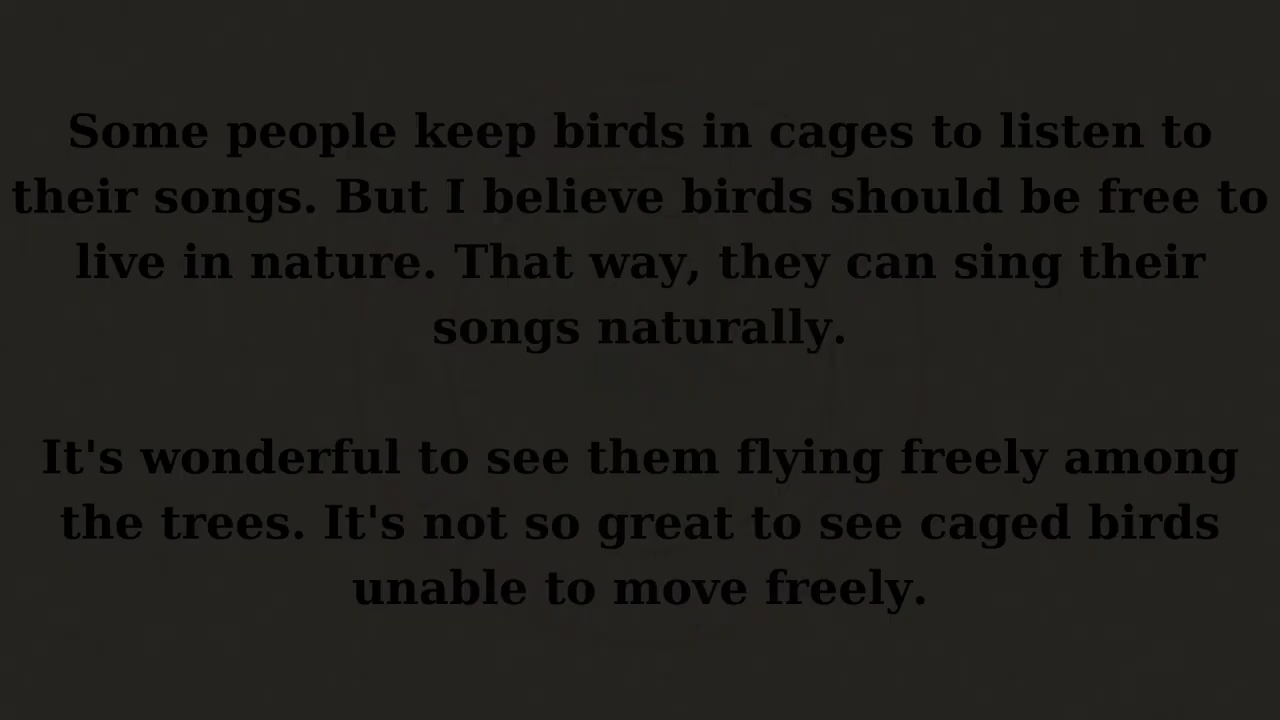 Some people keep birds in cages to listen to
their songs. But I believe birds should be free to
live in nature. That way, they can sing their
songs naturally.
It's wonderful to see them flying freely among
the trees. It's not so great to see caged birds
unable to move freely.